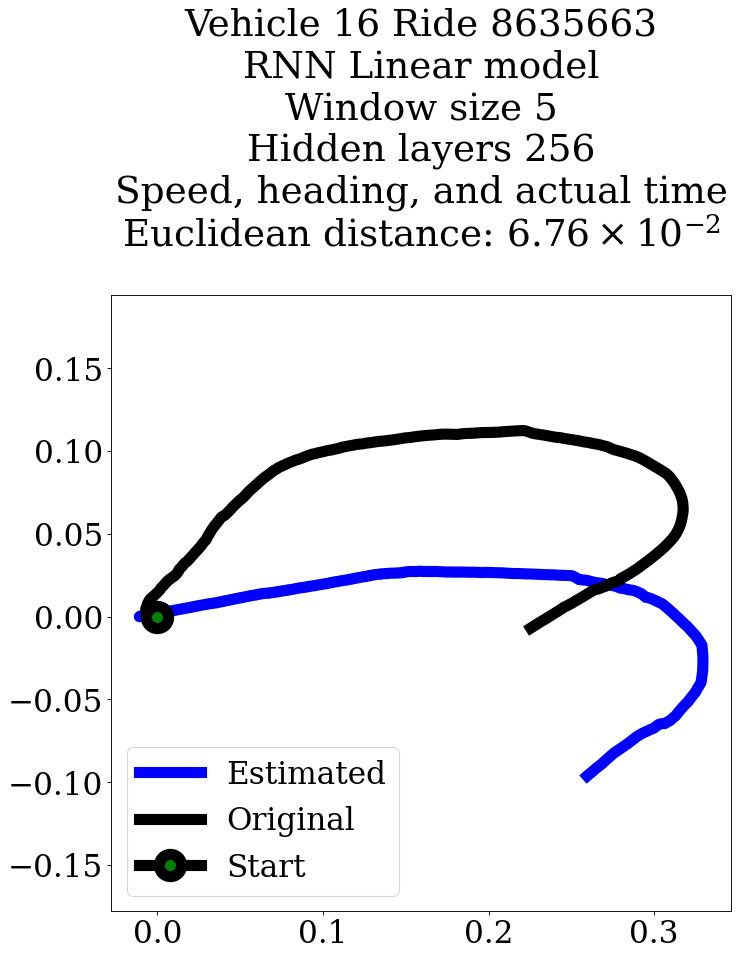 Vehicle 16 Ride 8635663
RNN Linear model
Window size 5
Hidden layers 256
Speed, heading, and actual time
Euclidean distance: 6.76 × 10⁻²
0.15
0.10
0.05
0.00
−0.05
−0.10
−0.15
Estimated
Original
Start
0.0 0.1 0.2 0.3